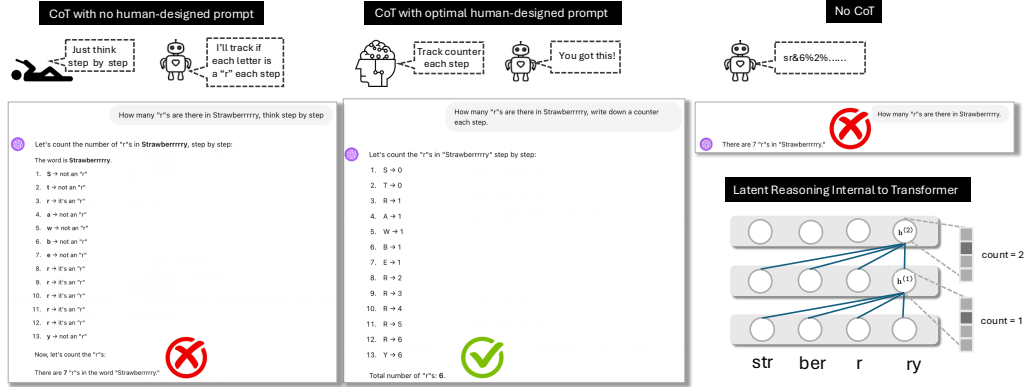 CoT with no human-designed prompt
Just think
step by step
I'll track if
each letter is
a "r" each step
How many "r"s are there in Strawberrrrry, think step by step
Let's count the number of "r"s in Strawberrrrry, step by step:
The word is Strawberrrrry.
1. S → not an "r"
2. t → not an "r"
3. r → it's an "r"
4. a → not an "r"
5. w → not an "r"
6. b → not an "r"
7. e → not an "r"
8. r → it's an "r"
9. r → it's an "r"
10. r → it's an "r"
11. r → it's an "r"
12. r → it's an "r"
13. y → not an "r"
Now, let's count the "r"s:
There are 7 "r"s in the word "Strawberrrrry."
CoT with optimal human-designed prompt
Track counter
each step
You got this!
How many "r"s are there in Strawberrrrry, write down a counter
each step.
Let's count the "r"s in "Strawberrrrry" step by step:
1. S → 0
2. T → 0
3. R → 1
4. A → 1
5. W → 1
6. B → 1
7. E → 1
8. R → 2
9. R → 3
10. R → 4
11. R → 5
12. R → 6
13. Y → 6
Total number of "r"s: 6.
No CoT
sr&6%2%......
How many "r"s are there in Strawberrrrry.
There are 7 "r"s in "Strawberrrrry."
Latent Reasoning Internal to Transformer
h(2)
count = 2
h(1)
count = 1
str ber r ry